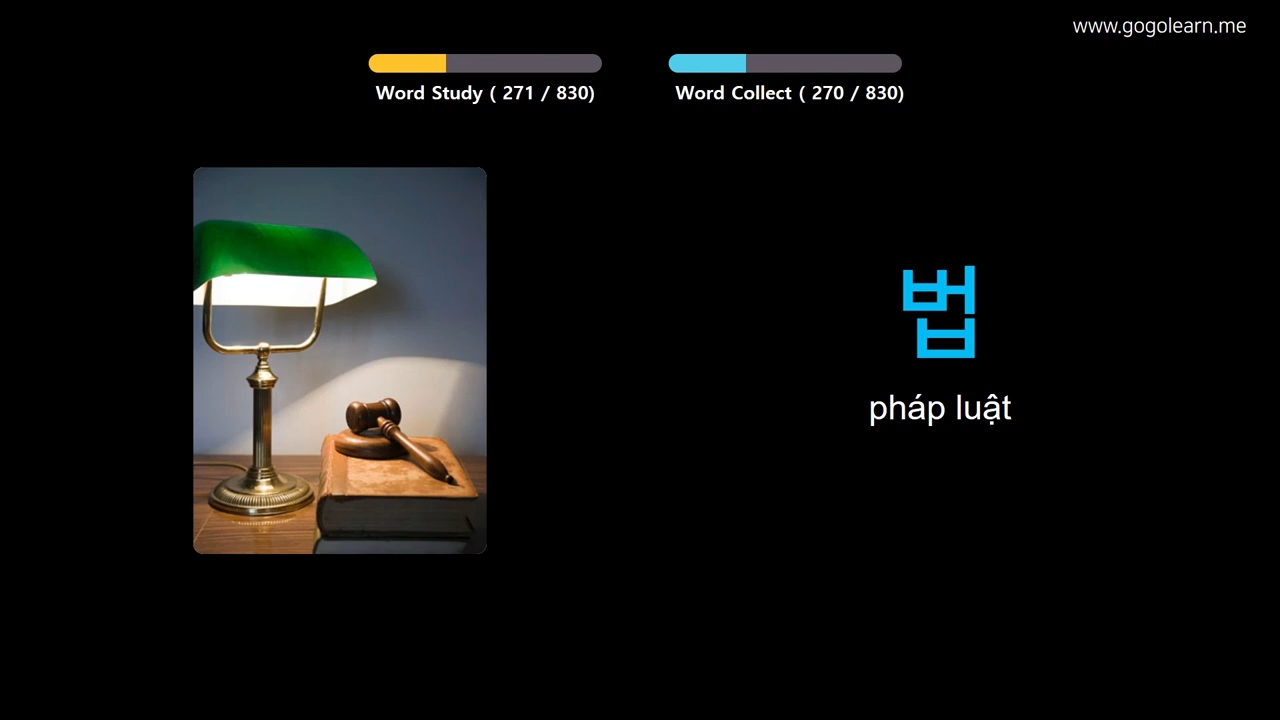 www.gogolearn.me
Word Study ( 271 / 830)
Word Collect ( 270 / 830)
법
pháp luật